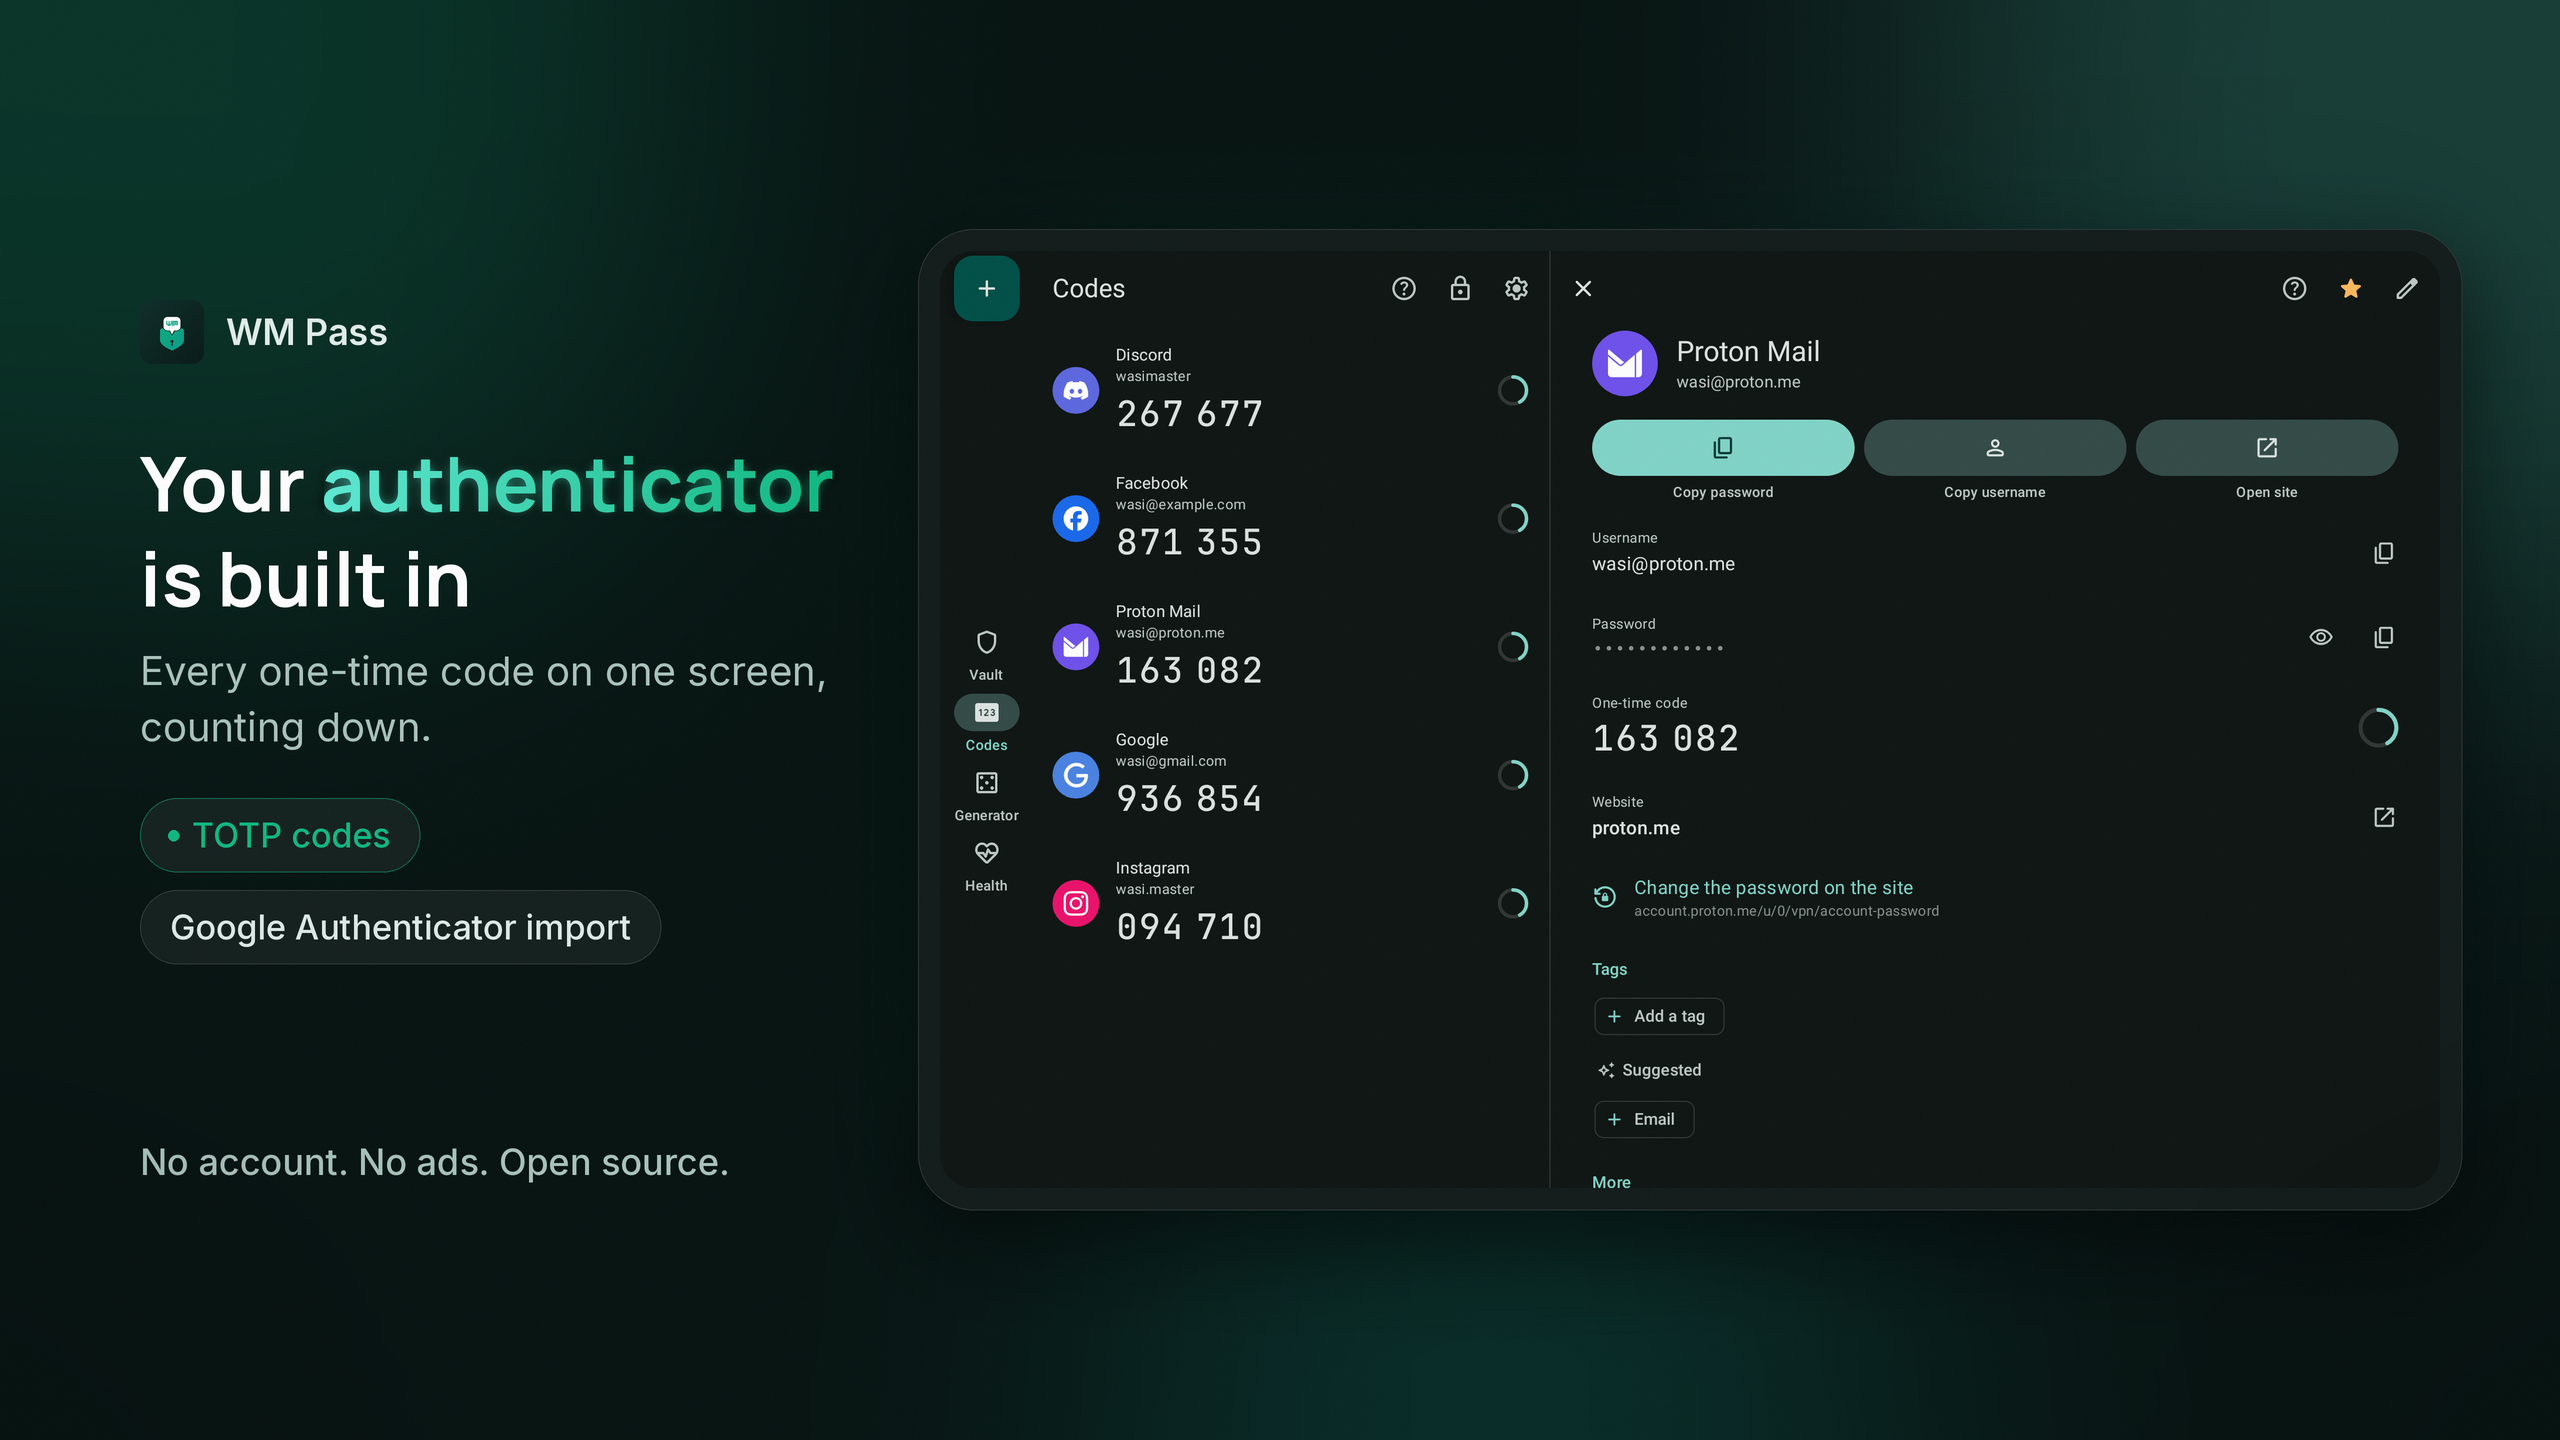 WM Pass
Your authenticator
is built in
Every one-time code on one screen,
counting down.
• TOTP codes
Google Authenticator import
No account. No ads. Open source.
Codes
Vault
123
Codes
Generator
Health
Discord
wasimaster
267 677
Facebook
wasi@example.com
871 355
Proton Mail
wasi@proton.me
163 082
Google
wasi@gmail.com
936 854
Instagram
wasi.master
094 710
Proton Mail
wasi@proton.me
Copy password
Copy username
Open site
Username
wasi@proton.me
Password
••••••••••••
One-time code
163 082
Website
proton.me
Change the password on the site
account.proton.me/u/0/vpn/account-password
Tags
+ Add a tag
Suggested
+ Email
More